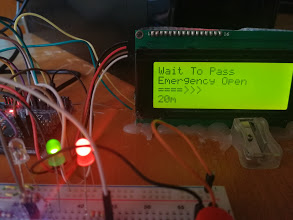 Wait To Pass
Emergency Open
====>>>
20m